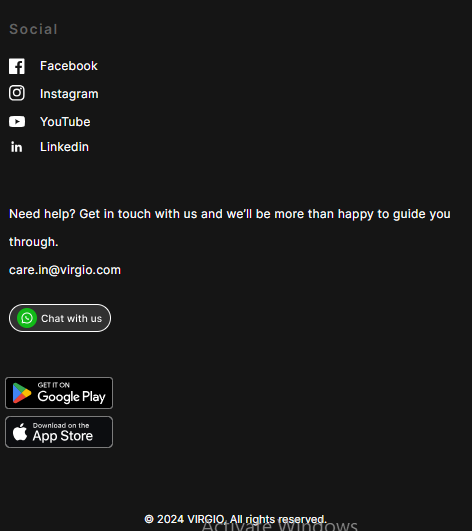 Social
Facebook
Instagram
YouTube
Linkedin
Need help? Get in touch with us and we’ll be more than happy to guide you
through.
care.in@virgio.com
Chat with us
GET IT ON
Google Play
Download on the
App Store
© 2024 VIRGIO. All rights reserved.
Activate Windows